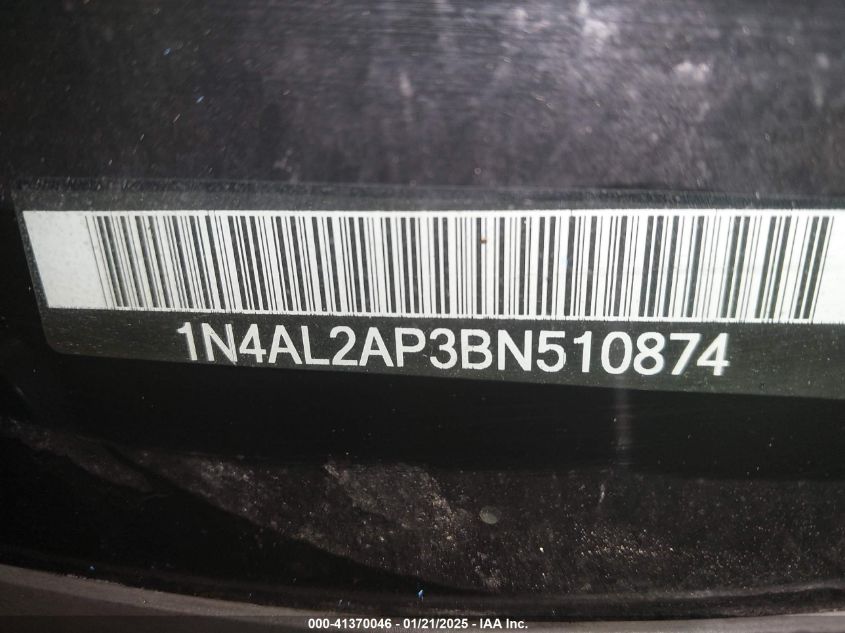 1N4AL2AP3BN510874
000-41370046 - 01/21/2025 - IAA Inc.